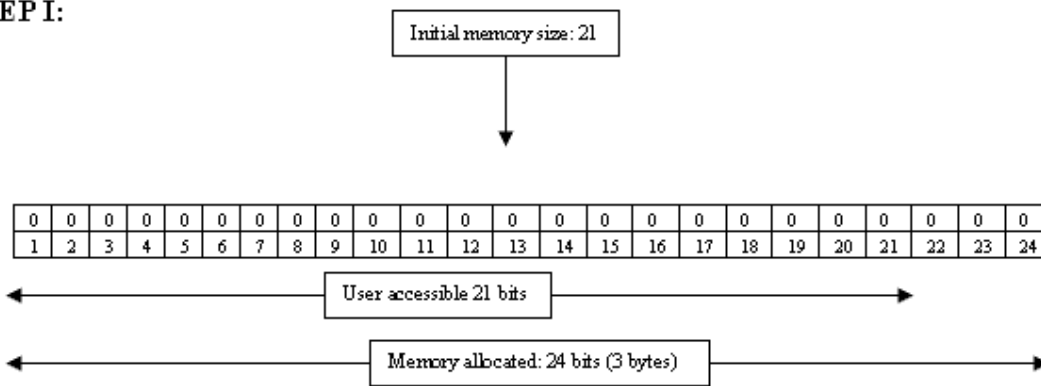 EP I:
Initial memory size: 21
0 0 0 0 0 0 0 0 0 0 0 0 0 0 0 0 0 0 0 0 0 0 0 0
1 2 3 4 5 6 7 8 9 10 11 12 13 14 15 16 17 18 19 20 21 22 23 24
User accessible 21 bits
Memory allocated: 24 bits (3 bytes)